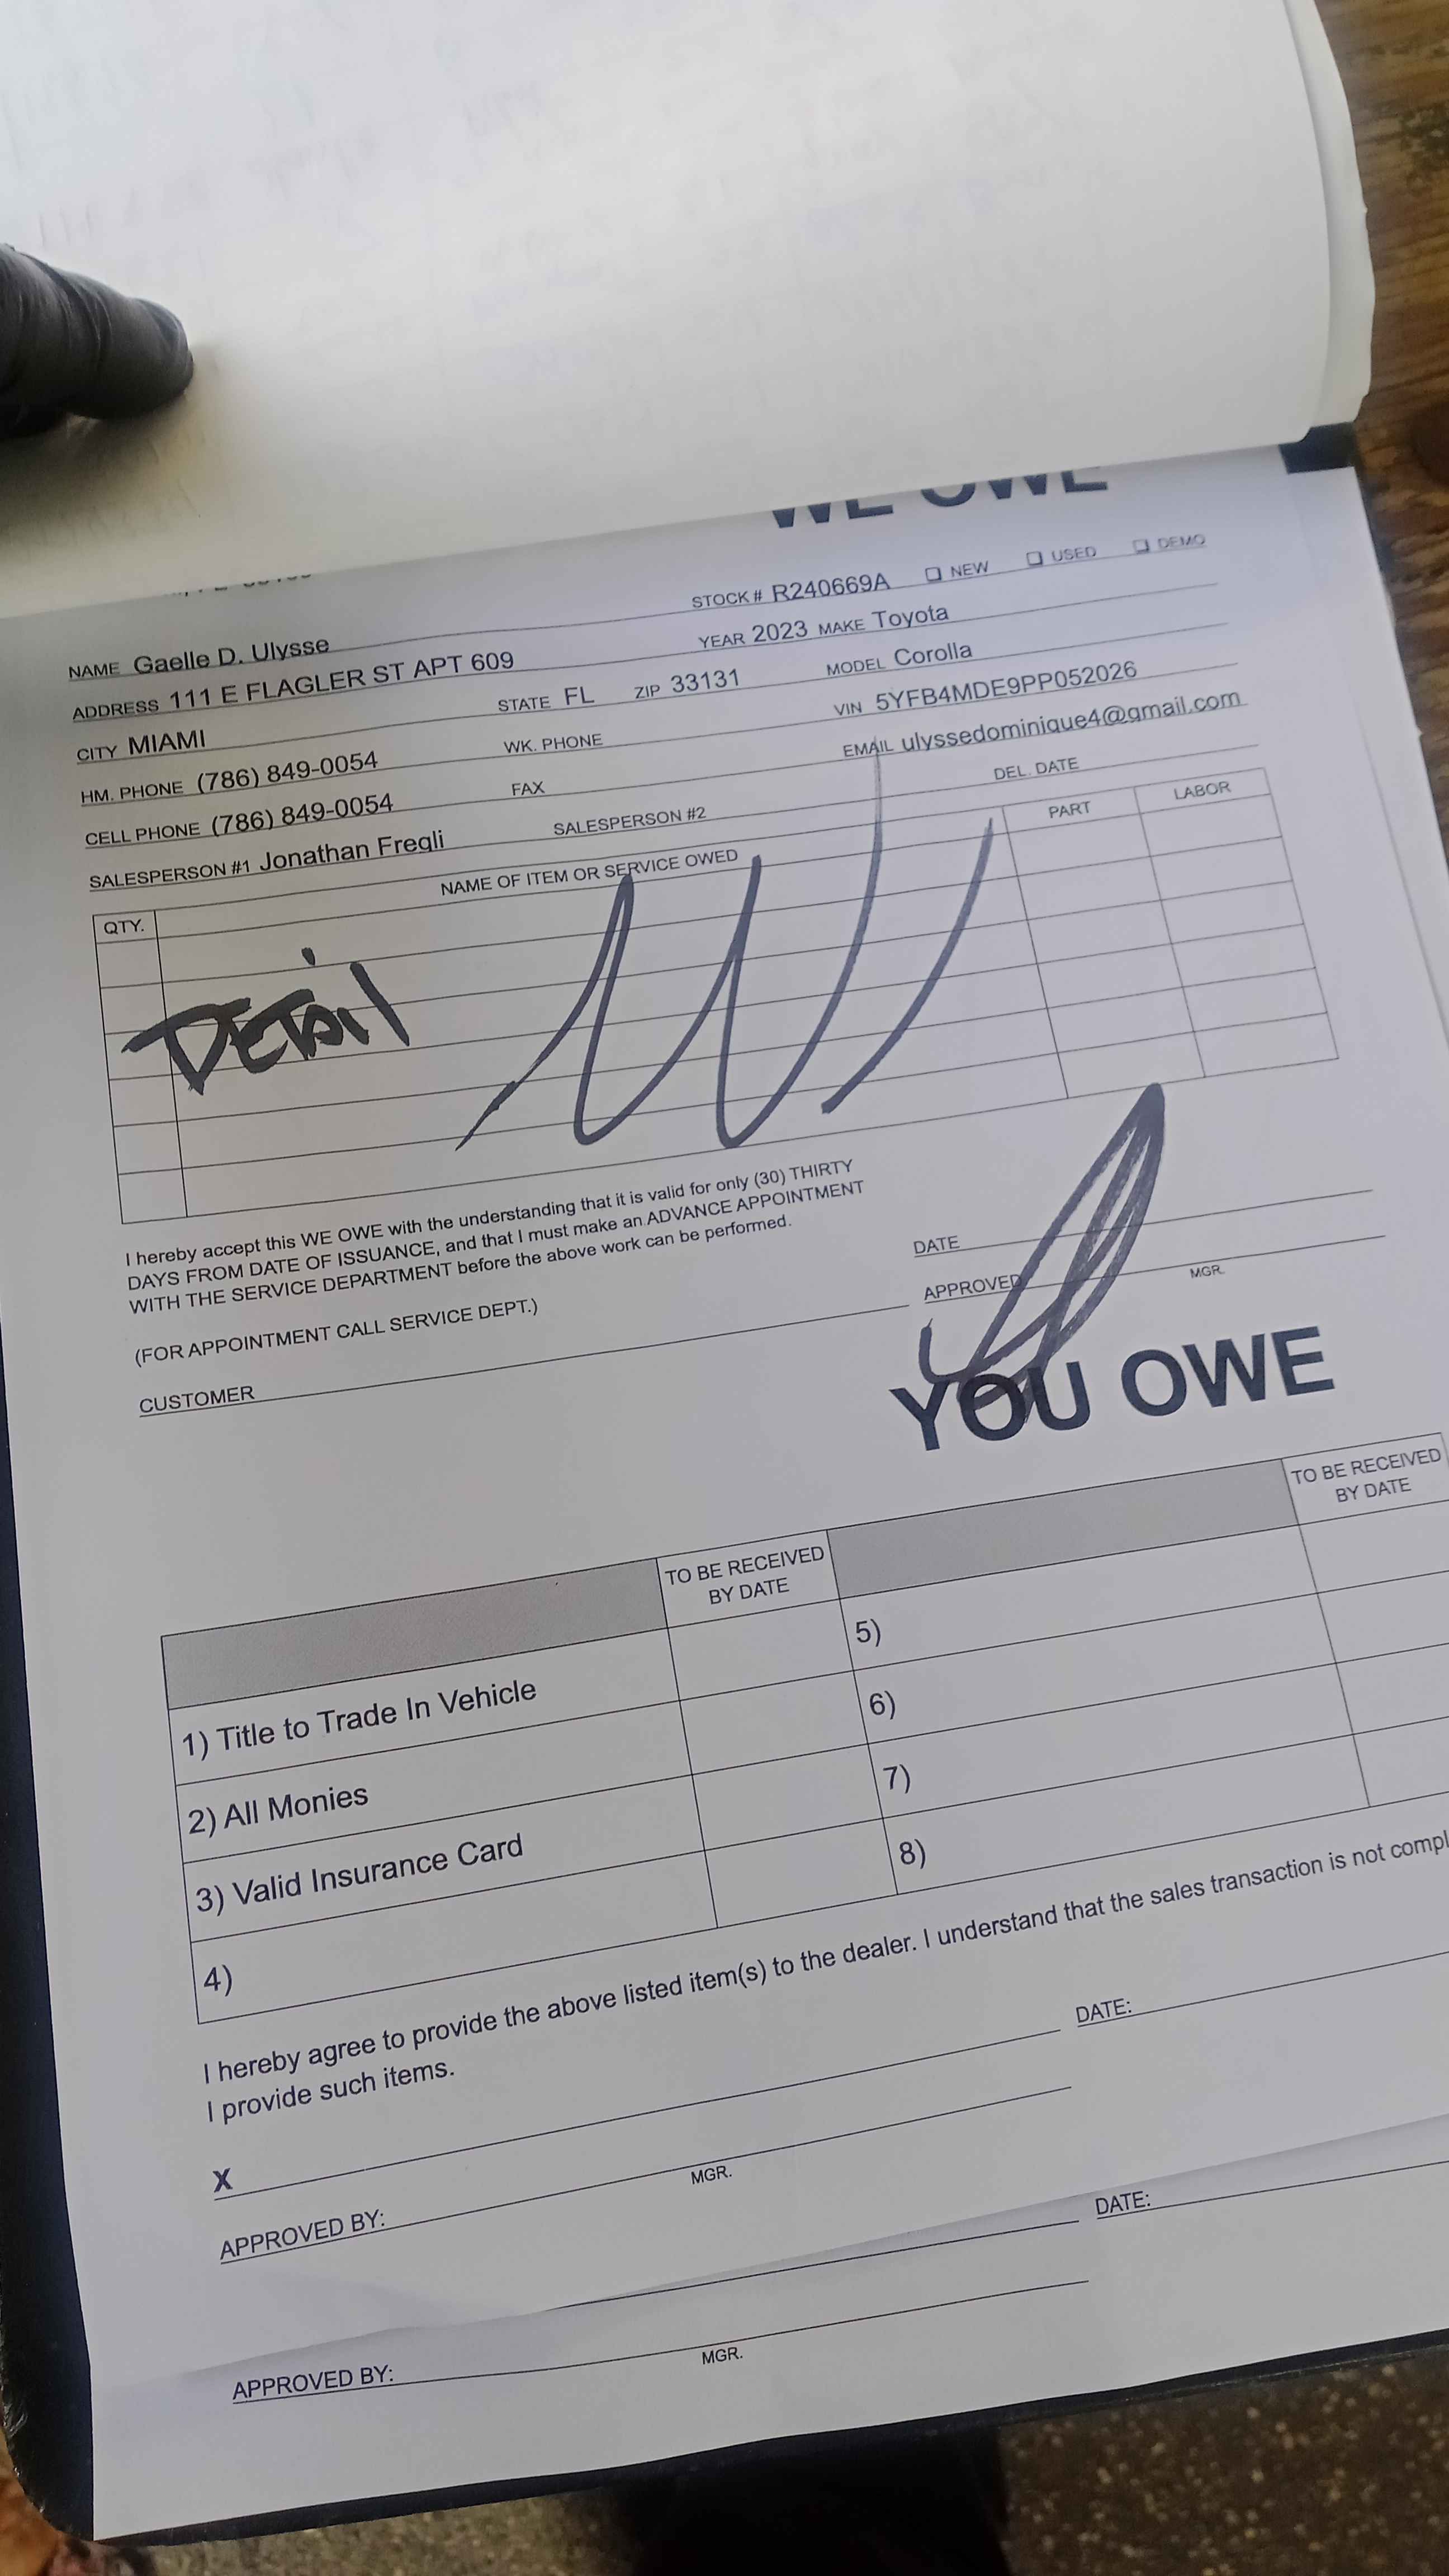 WE OWE
STOCK # R240669A ❑ NEW ❑ USED ❑ DEMO
NAME Gaelle D. Ulysse
YEAR 2023 MAKE Toyota
ADDRESS 111 E FLAGLER ST APT 609
MODEL Corolla
CITY MIAMI STATE FL ZIP 33131
VIN 5YFB4MDE9PP052026
HM. PHONE (786) 849-0054 WK. PHONE
EMAIL ulyssedominique4@gmail.com
CELL PHONE (786) 849-0054 FAX
DEL. DATE
SALESPERSON #1 Jonathan Fregli SALESPERSON #2
QTY. NAME OF ITEM OR SERVICE OWED PART LABOR
DETAil
I hereby accept this WE OWE with the understanding that it is valid for only (30) THIRTY
DAYS FROM DATE OF ISSUANCE, and that I must make an ADVANCE APPOINTMENT
WITH THE SERVICE DEPARTMENT before the above work can be performed.
DATE
(FOR APPOINTMENT CALL SERVICE DEPT.)
APPROVED
MGR.
CUSTOMER
YOU OWE
TO BE RECEIVED
BY DATE
TO BE RECEIVED
BY DATE
1) Title to Trade In Vehicle
5)
2) All Monies
6)
3) Valid Insurance Card
7)
4)
8)
I hereby agree to provide the above listed item(s) to the dealer. I understand that the sales transaction is not compl
I provide such items.
X
DATE:
APPROVED BY:
MGR.
DATE:
APPROVED BY:
MGR.